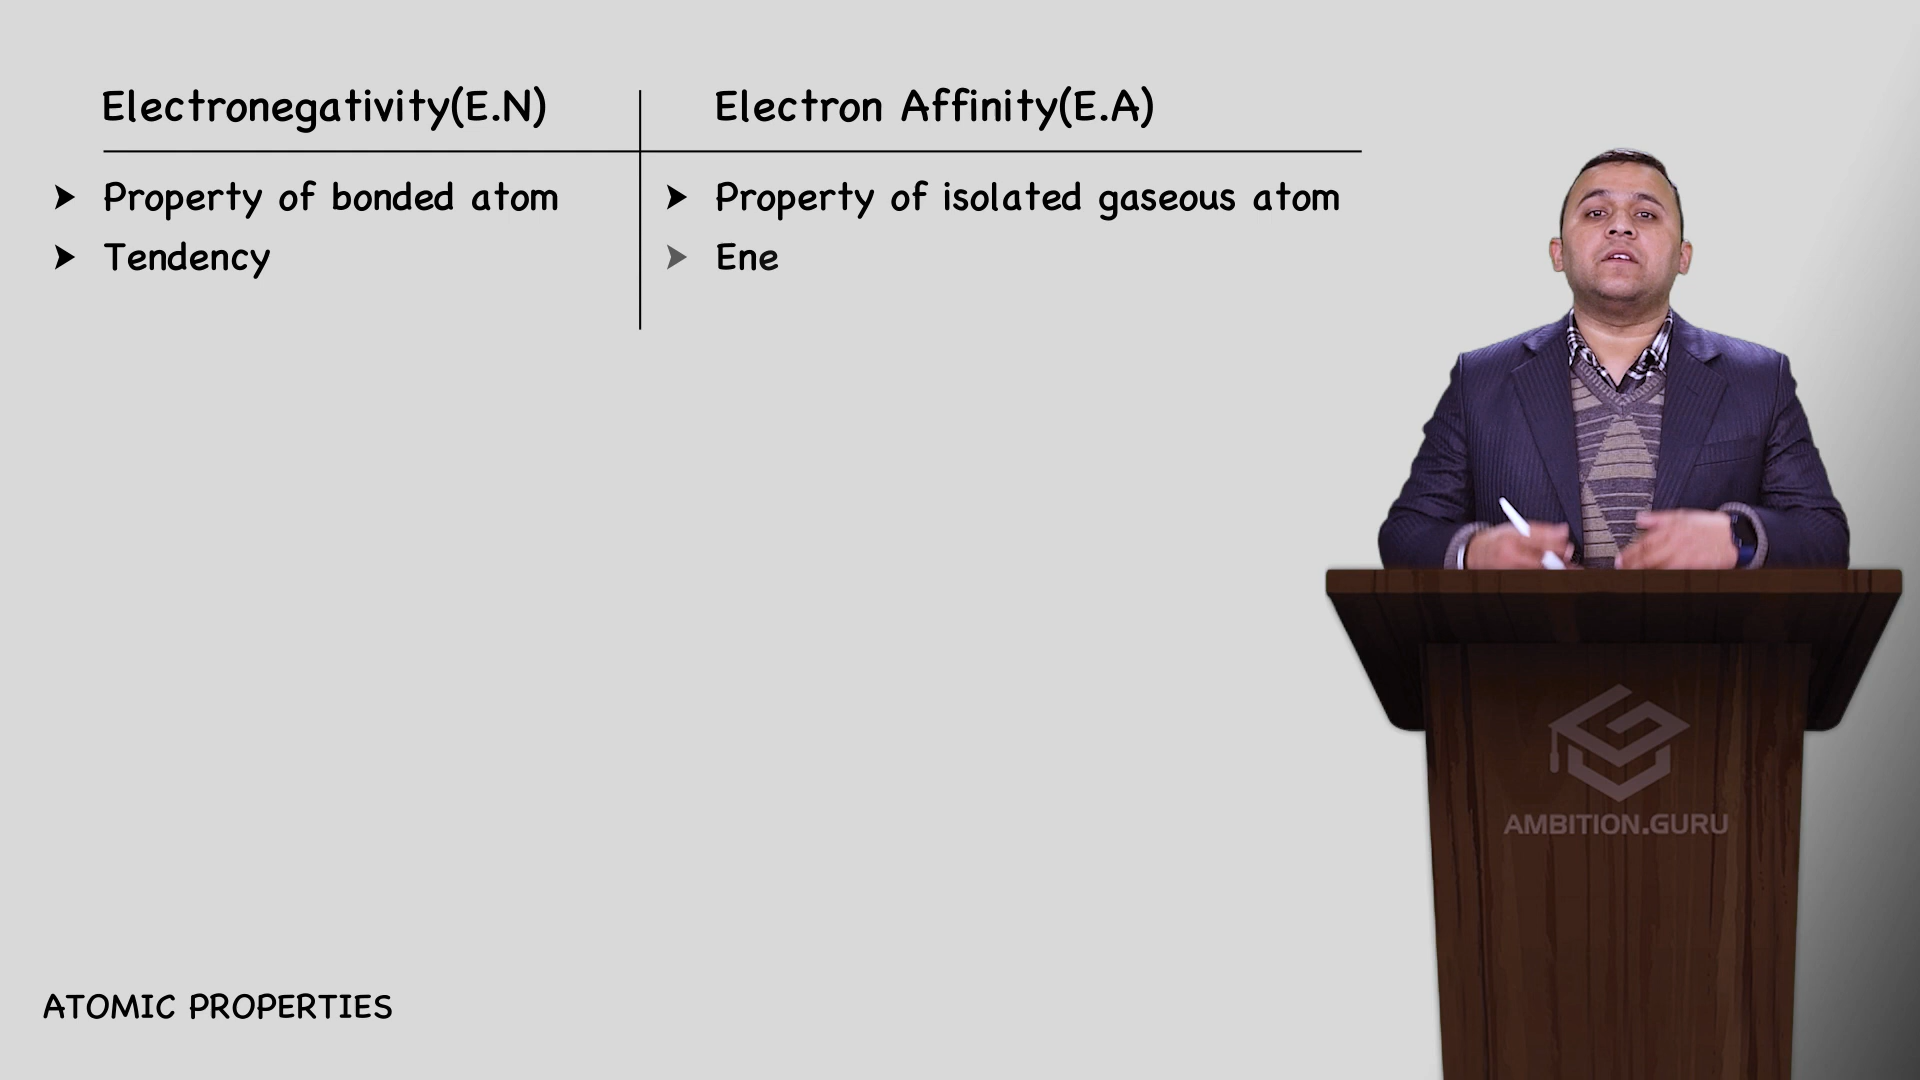 Electronegativity(E.N)
Electron Affinity(E.A)
➤ Property of bonded atom
➤ Property of isolated gaseous atom
➤ Tendency
➤ Ene
AMBITION.GURU
ATOMIC PROPERTIES